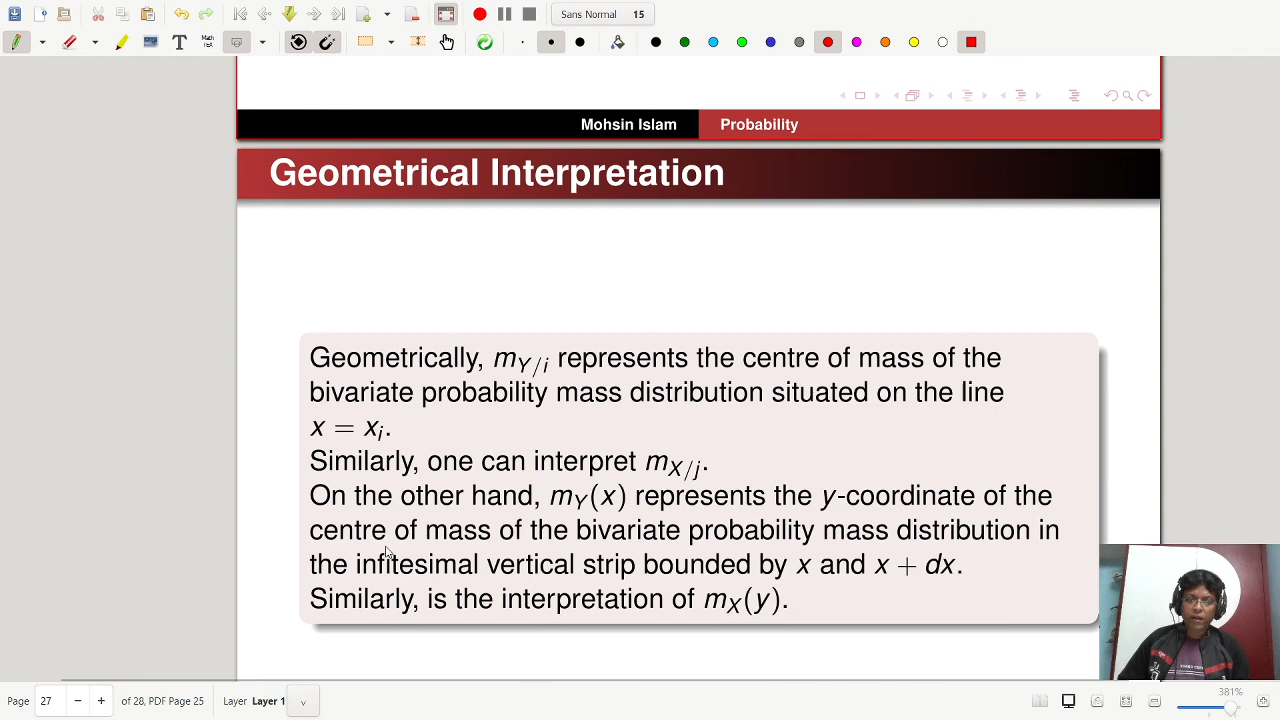 Sans Normal 15
Mohsin Islam Probability
Geometrical Interpretation
Geometrically, m_{Y/i} represents the centre of mass of the
bivariate probability mass distribution situated on the line
x = x_i.
Similarly, one can interpret m_{X/j}.
On the other hand, m_Y(x) represents the y-coordinate of the
centre of mass of the bivariate probability mass distribution in
the infitesimal vertical strip bounded by x and x + dx.
Similarly, is the interpretation of m_X(y).
381%
Page 27 of 28, PDF Page 25 Layer Layer 1